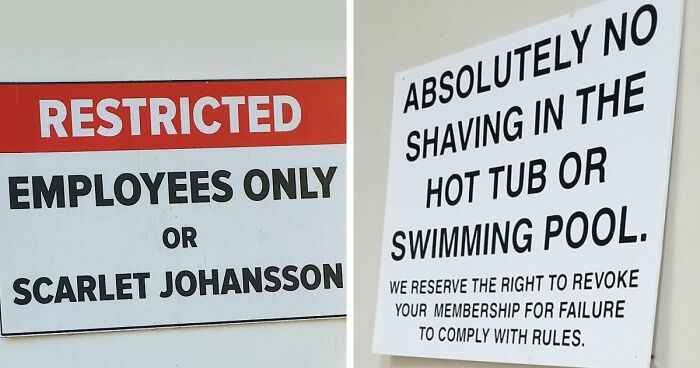 RESTRICTED
EMPLOYEES ONLY
OR
SCARLET JOHANSSON
ABSOLUTELY NO
SHAVING IN THE
HOT TUB OR
SWIMMING POOL.
WE RESERVE THE RIGHT TO REVOKE
YOUR MEMBERSHIP FOR FAILURE
TO COMPLY WITH RULES.